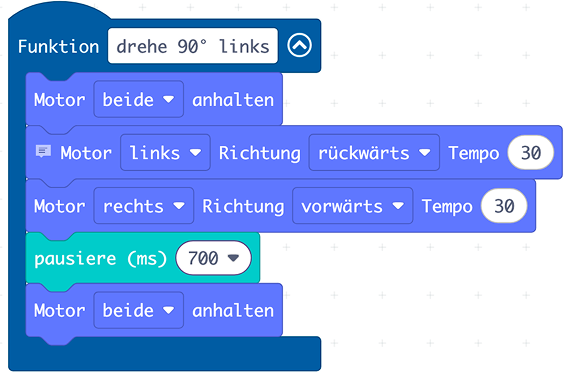 Funktion drehe 90° links
Motor beide anhalten
Motor links Richtung rückwärts Tempo 30
Motor rechts Richtung vorwärts Tempo 30
pausiere (ms) 700
Motor beide anhalten